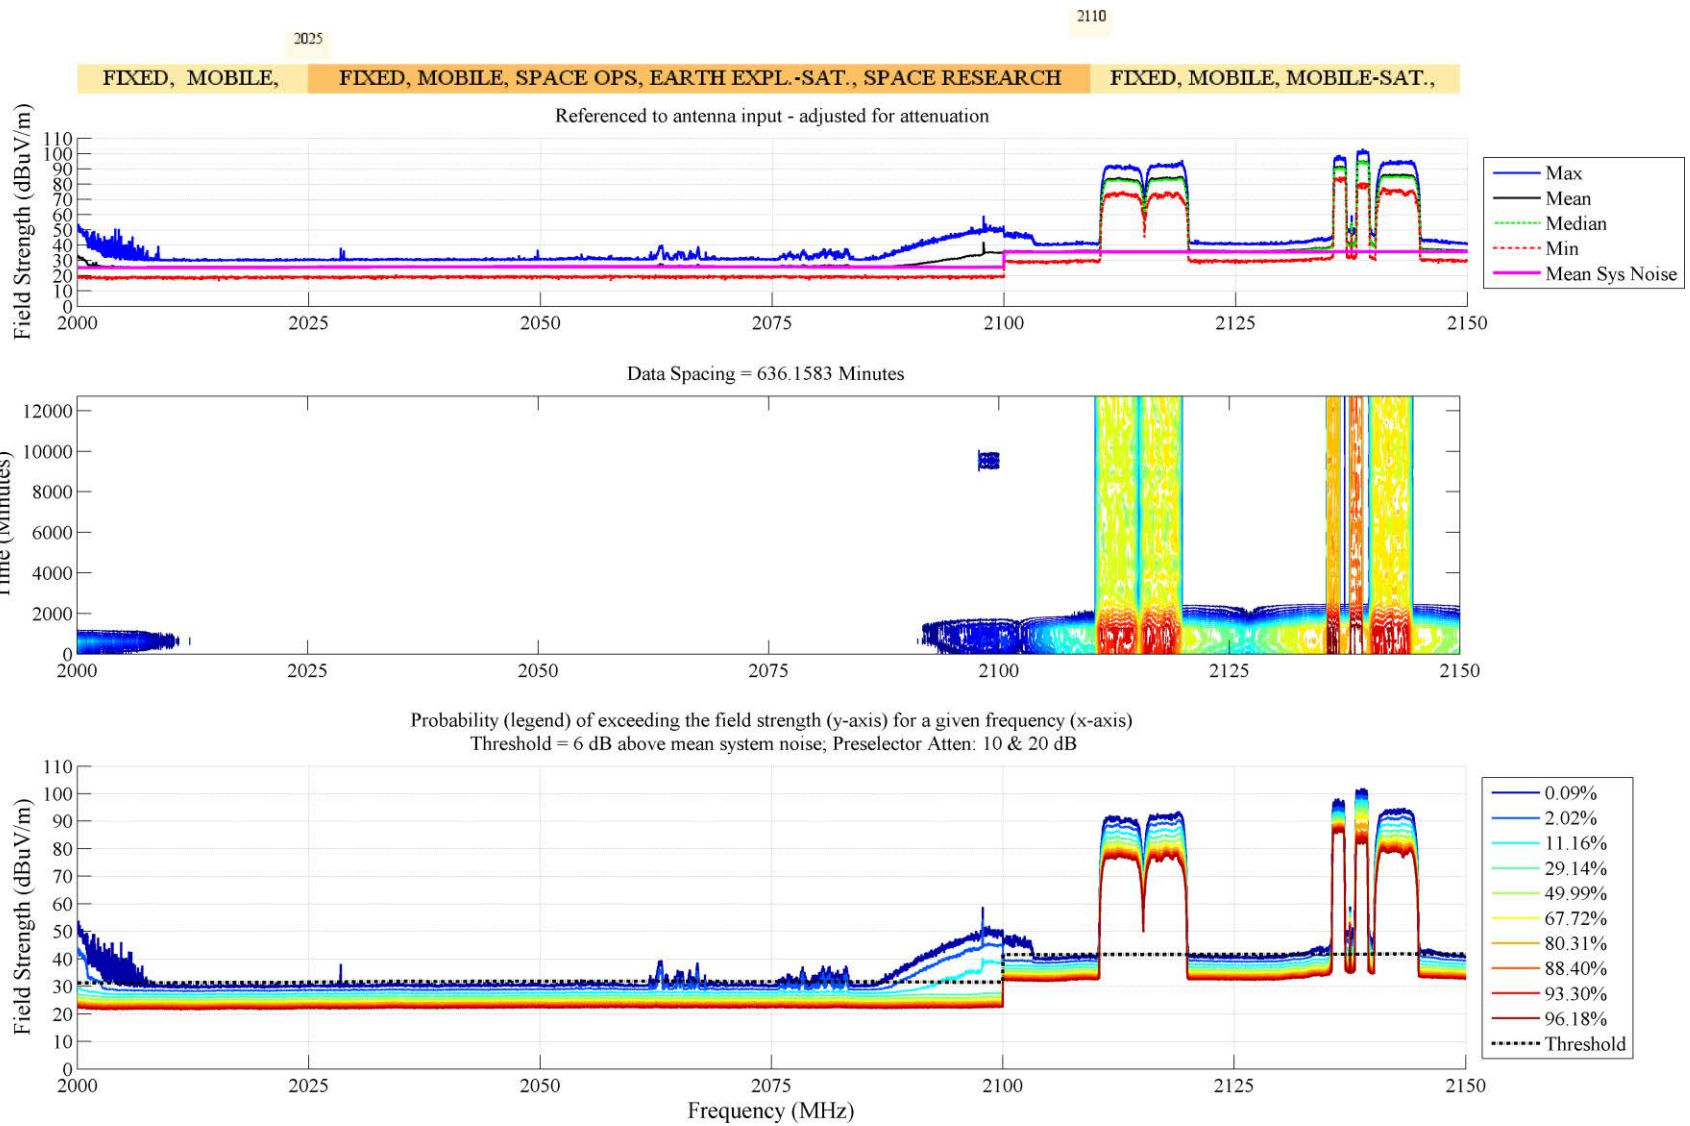 2110
2025
FIXED, MOBILE, FIXED, MOBILE, SPACE OPS, EARTH EXPL.-SAT., SPACE RESEARCH FIXED, MOBILE, MOBILE-SAT.,
Referenced to antenna input - adjusted for attenuation
Field Strength (dBuV/m)
110
100
90
80
70
60
50
40
30
20
10
0
2000 2025 2050 2075 2100 2125 2150
Max
Mean
Median
Min
Mean Sys Noise
Data Spacing = 636.1583 Minutes
Time (Minutes)
12000
10000
8000
6000
4000
2000
0
2000 2025 2050 2075 2100 2125 2150
Probability (legend) of exceeding the field strength (y-axis) for a given frequency (x-axis)
Threshold = 6 dB above mean system noise; Preselector Atten: 10 & 20 dB
Field Strength (dBuV/m)
110
100
90
80
70
60
50
40
30
20
10
0
2000 2025 2050 2075 2100 2125 2150
Frequency (MHz)
0.09%
2.02%
11.16%
29.14%
49.99%
67.72%
80.31%
88.40%
93.30%
96.18%
Threshold